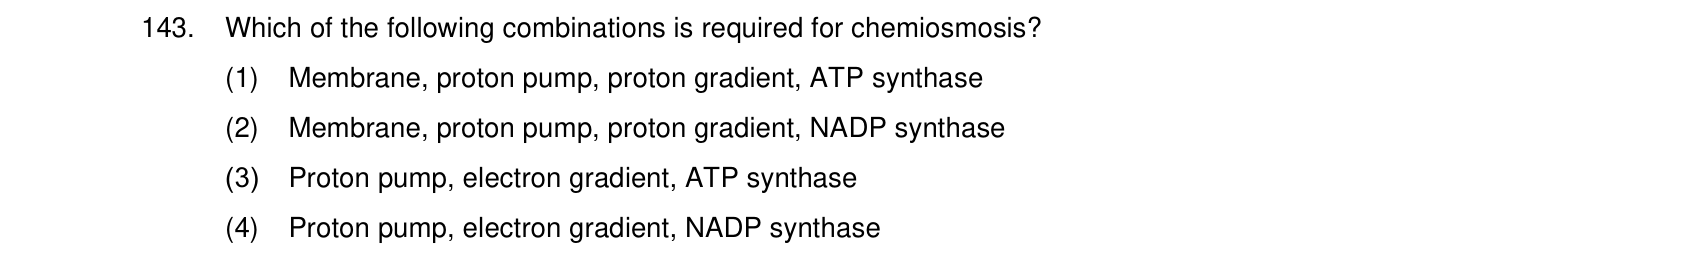 143. Which of the following combinations is required for chemiosmosis?
(1) Membrane, proton pump, proton gradient, ATP synthase
(2) Membrane, proton pump, proton gradient, NADP synthase
(3) Proton pump, electron gradient, ATP synthase
(4) Proton pump, electron gradient, NADP synthase